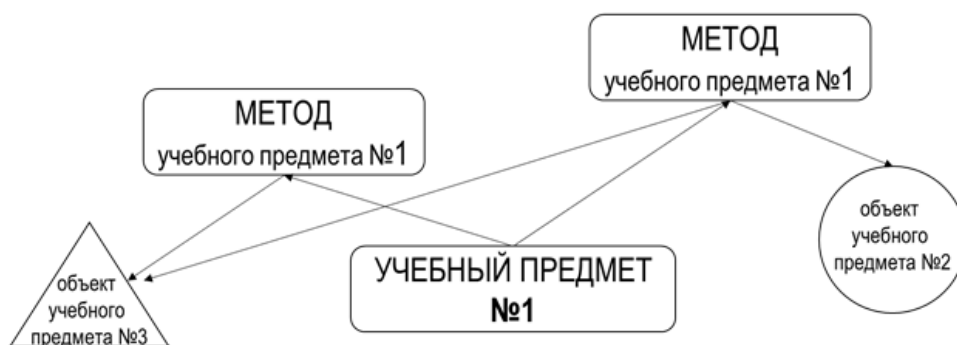 МЕТОД
учебного предмета №1
МЕТОД
учебного предмета №1
объект
учебного
предмета №2
УЧЕБНЫЙ ПРЕДМЕТ
№1
объект
учебного
предмета №3